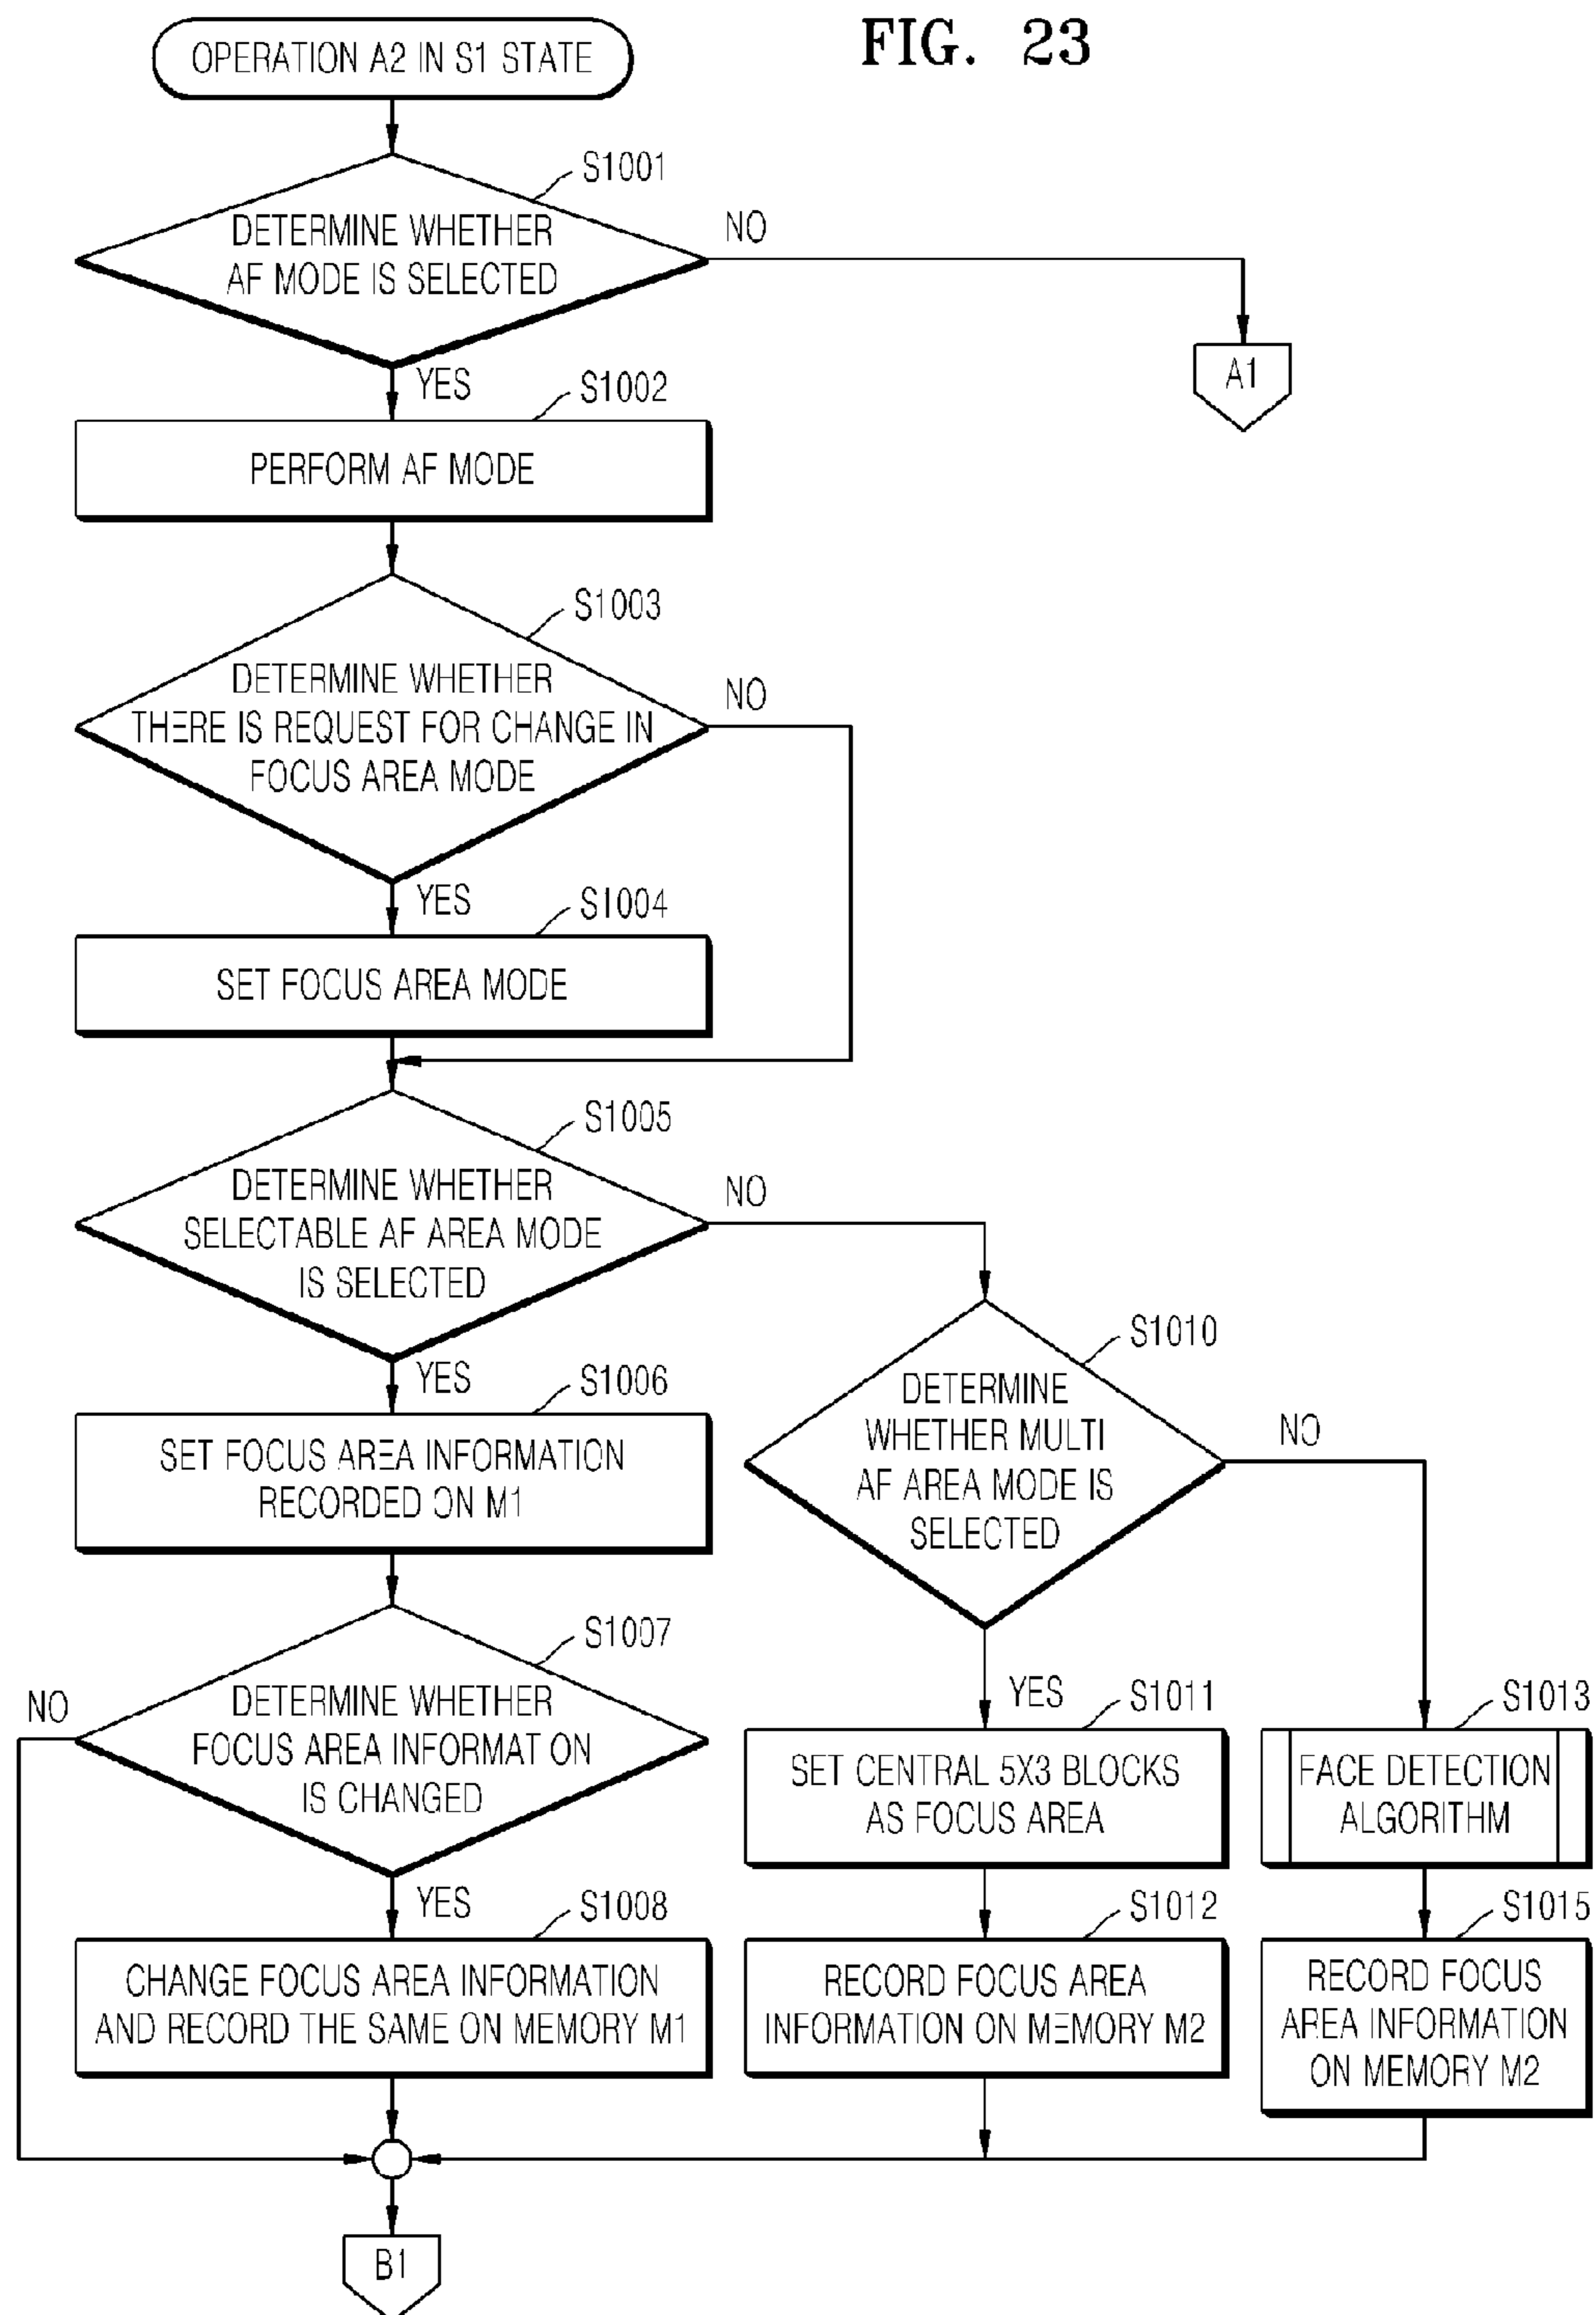 FIG. 23
OPERATION A2 IN S1 STATE
S1001
DETERMINE WHETHER
AF MODE IS SELECTED
NO
A1
YES
S1002
PERFORM AF MODE
S1003
DETERMINE WHETHER
THERE IS REQUEST FOR CHANGE IN
FOCUS AREA MODE
NO
YES
S1004
SET FOCUS AREA MODE
S1005
DETERMINE WHETHER
SELECTABLE AF AREA MODE
IS SELECTED
NO
YES
S1006
SET FOCUS AREA INFORMATION
RECORDED ON M1
S1007
DETERMINE WHETHER
FOCUS AREA INFORMAT ON
IS CHANGED
NO
YES
S1008
CHANGE FOCUS AREA INFORMATION
AND RECORD THE SAME ON MEMORY M1
S1010
DETERMINE
WHETHER MULTI
AF AREA MODE IS
SELECTED
NO
YES
S1011
SET CENTRAL 5X3 BLOCKS
AS FOCUS AREA
S1012
RECORD FOCUS AREA
INFORMATION ON MEMORY M2
S1013
FACE DETECTION
ALGORITHM
S1015
RECORD FOCUS
AREA INFORMATION
ON MEMORY M2
B1